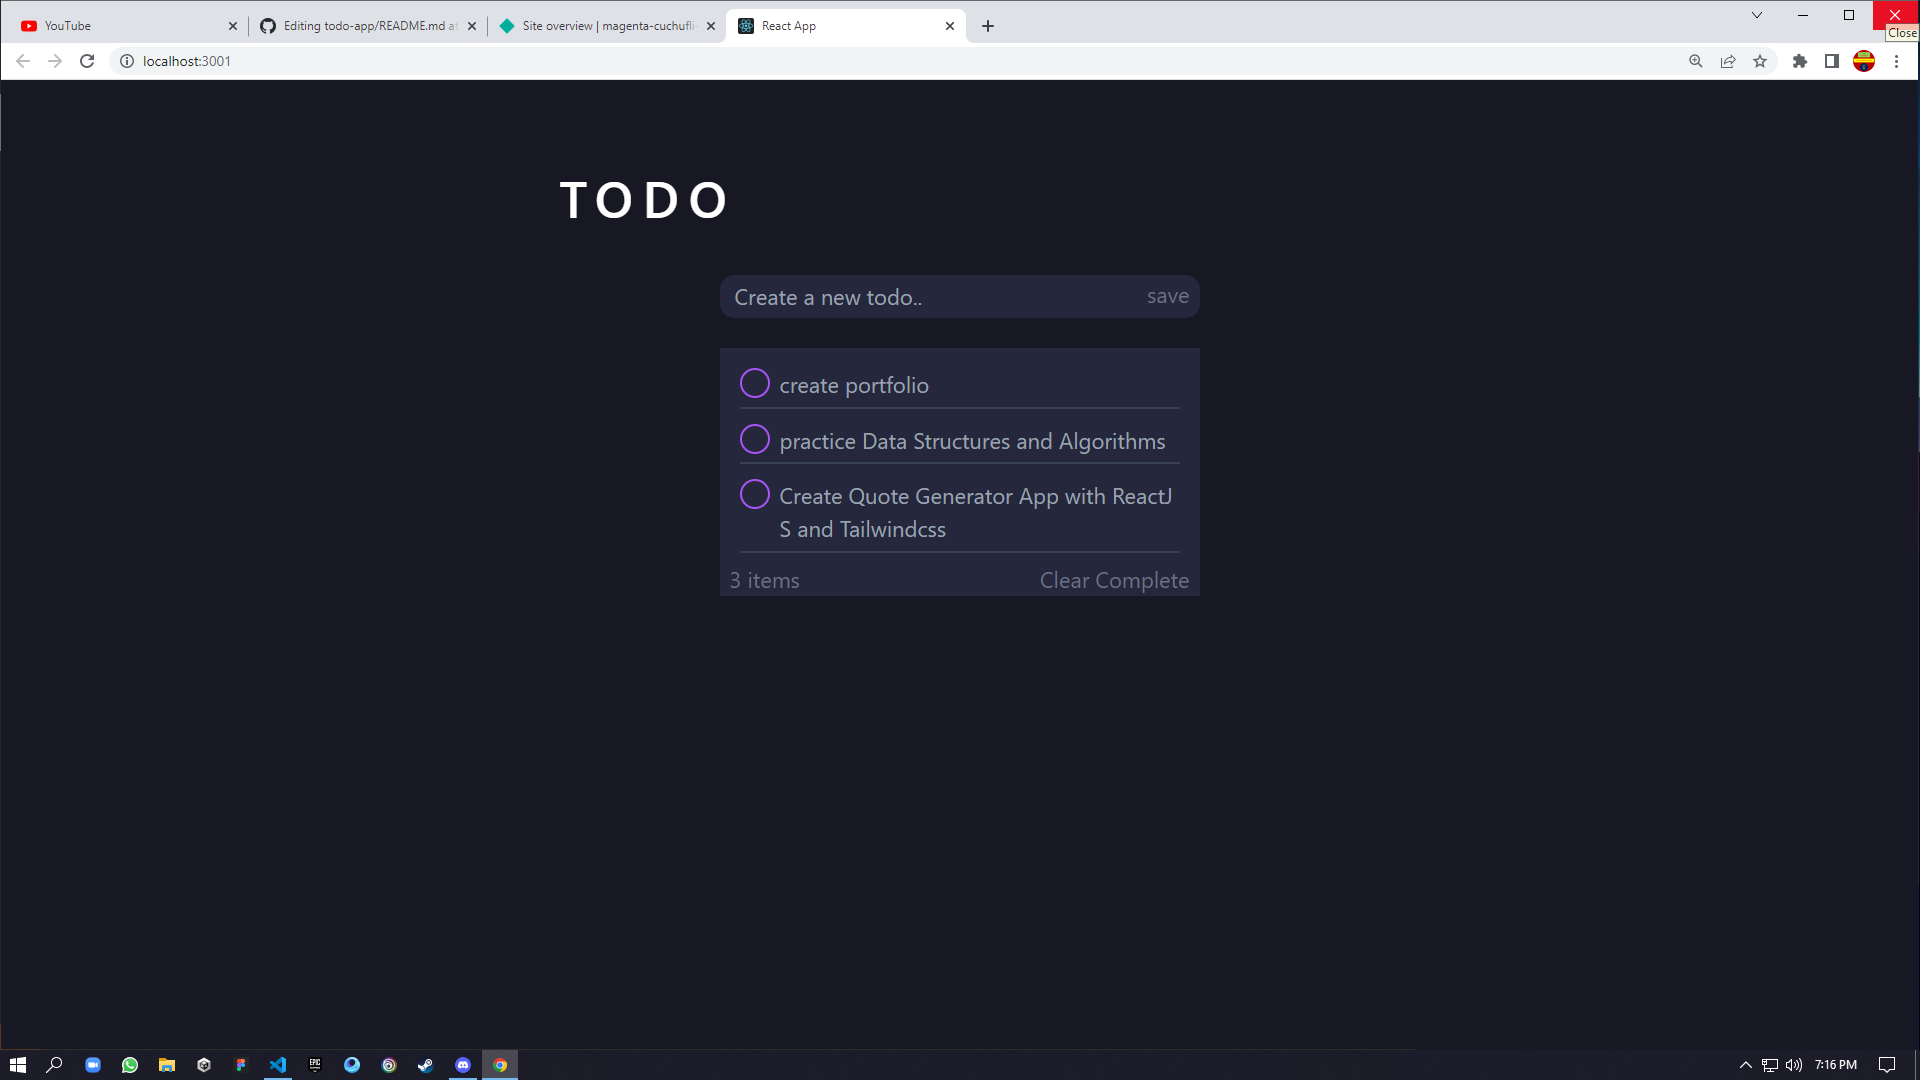 YouTube
Editing todo-app/README.md at
Site overview | magenta-cuchufli-
React App
Close
localhost:3001
TODO
Create a new todo..
save
create portfolio
practice Data Structures and Algorithms
Create Quote Generator App with ReactJ
S and Tailwindcss
3 items
Clear Complete
EPIC
7:16 PM